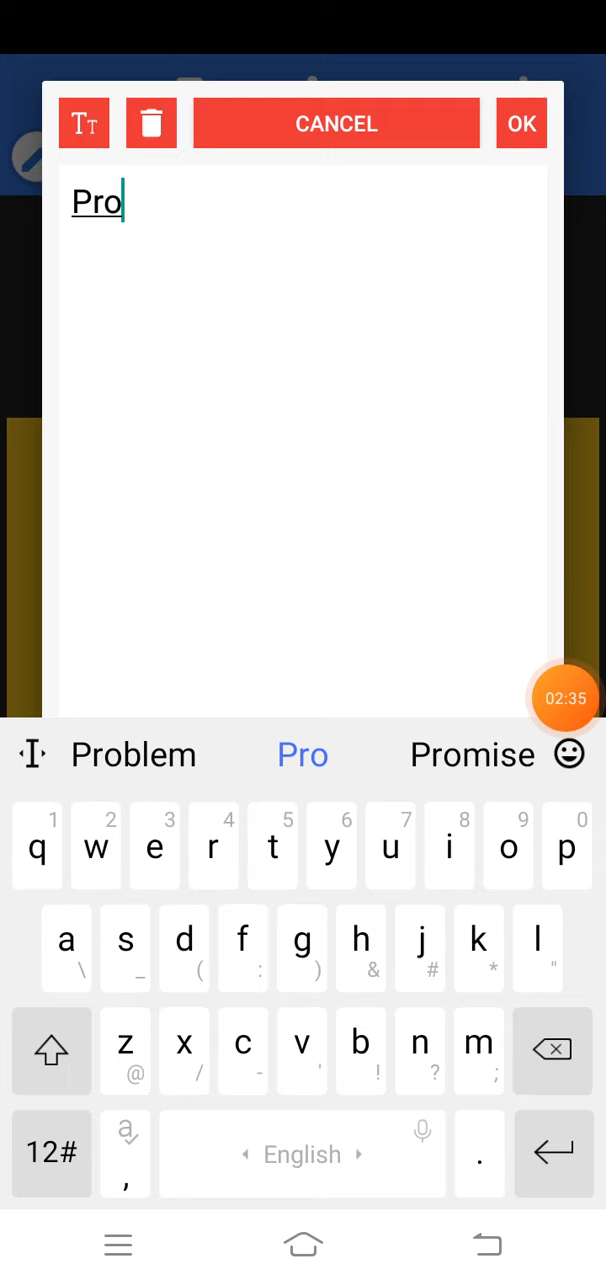 TT CANCEL OK
Pro
02:35
Problem Pro Promise
1 2 3 4 5 6 7 8 9 0
q w e r t y u i o p
a s d f g h j k l
\ _ ( : ) & # * "
z x c v b n m
@ / - ' ! ? ;
12# a , English .